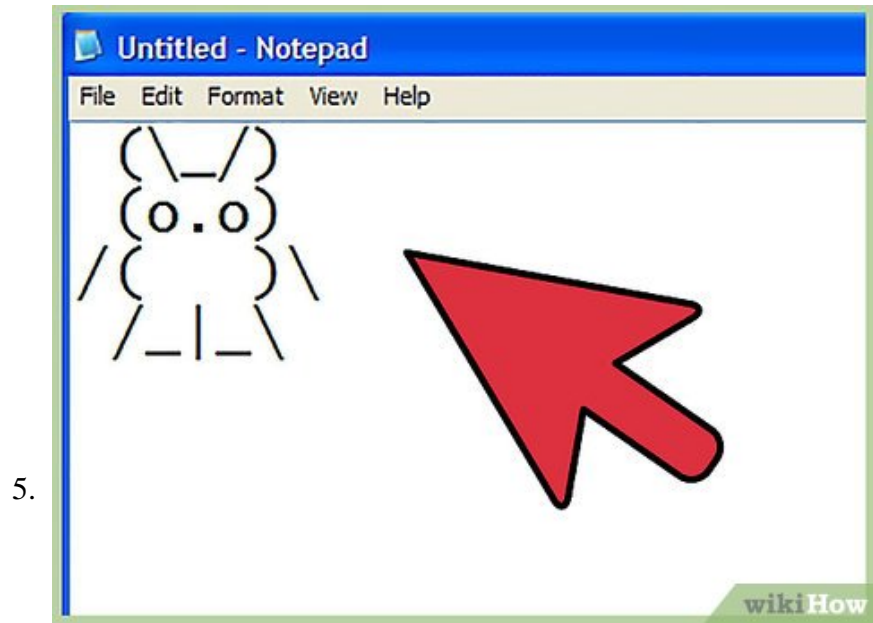 Untitled - Notepad
File Edit Format View Help
  (\_/)
  (o.o)
/(    )\
  /_|_\
5.
wikiHow